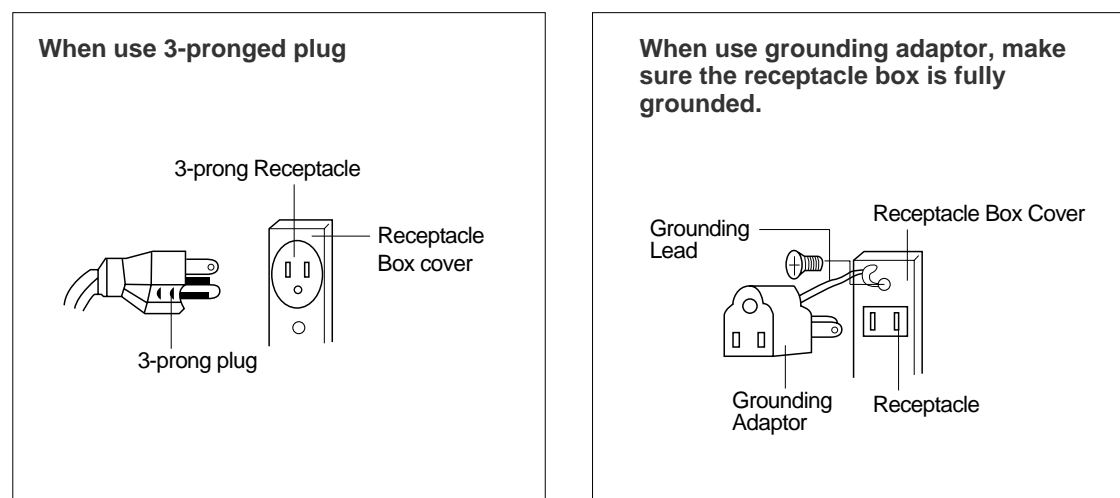 When use 3-pronged plug
3-prong Receptacle
Receptacle
Box cover
3-prong plug
When use grounding adaptor, make
sure the receptacle box is fully
grounded.
Receptacle Box Cover
Grounding
Lead
Grounding
Adaptor
Receptacle